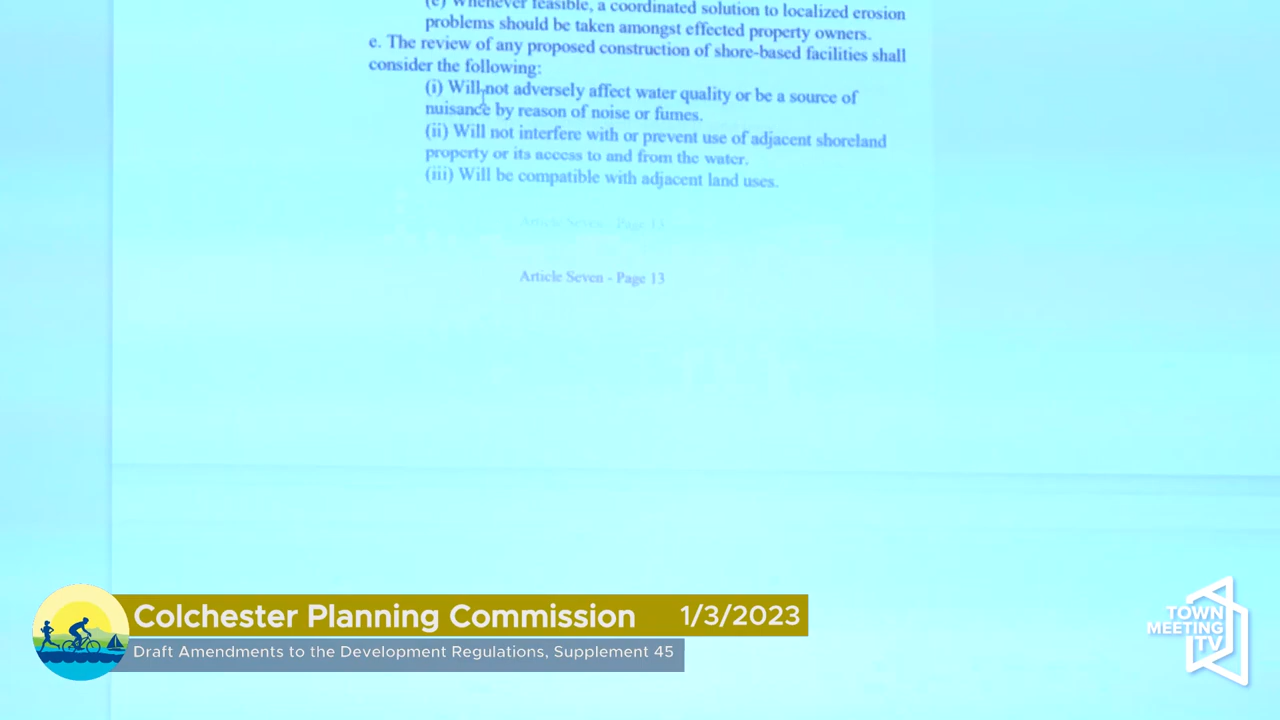 (e) Whenever feasible, a coordinated solution to localized erosion
problems should be taken amongst effected property owners.
e. The review of any proposed construction of shore-based facilities shall
consider the following:
(i) Will not adversely affect water quality or be a source of
nuisance by reason of noise or fumes.
(ii) Will not interfere with or prevent use of adjacent shoreland
property or its access to and from the water.
(iii) Will be compatible with adjacent land uses.
Article Seven - Page 13
Article Seven - Page 13
Colchester Planning Commission 1/3/2023
Draft Amendments to the Development Regulations, Supplement 45
TOWN
MEETING
TV